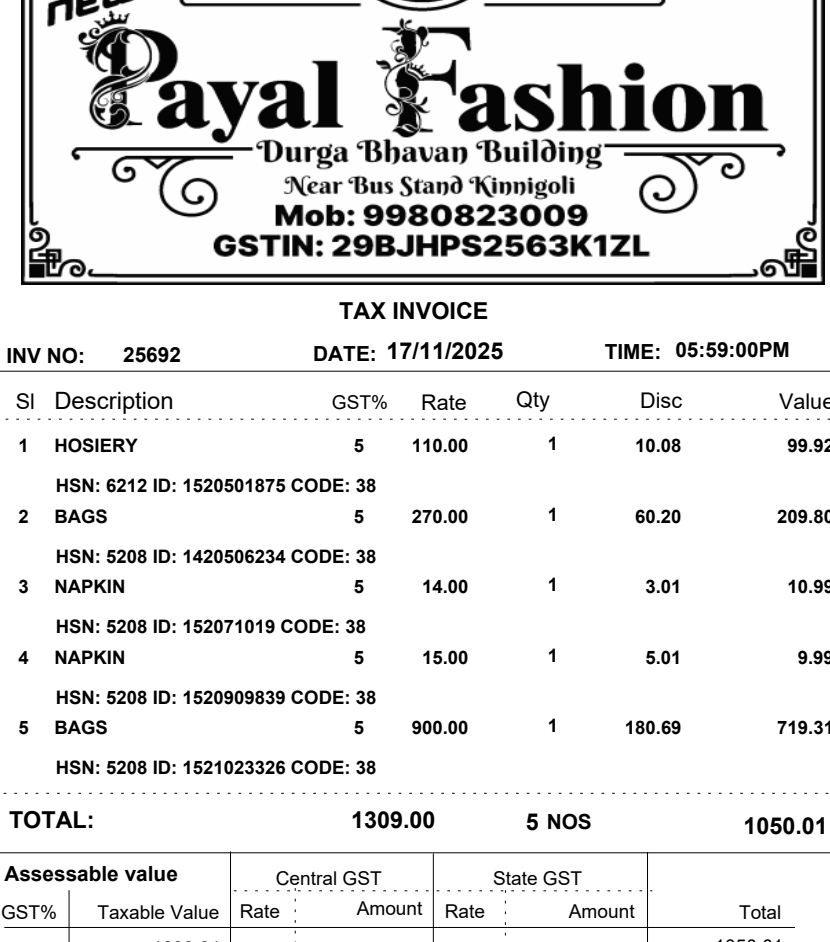 new
Payal Fashion
Durga Bhavan Building
Near Bus Stand Kinnigoli
Mob: 9980823009
GSTIN: 29BJHPS2563K1ZL
TAX INVOICE
INV NO: 25692 DATE: 17/11/2025 TIME: 05:59:00PM
Sl Description GST% Rate Qty Disc Value
1 HOSIERY 5 110.00 1 10.08 99.92
HSN: 6212 ID: 1520501875 CODE: 38
2 BAGS 5 270.00 1 60.20 209.80
HSN: 5208 ID: 1420506234 CODE: 38
3 NAPKIN 5 14.00 1 3.01 10.99
HSN: 5208 ID: 152071019 CODE: 38
4 NAPKIN 5 15.00 1 5.01 9.99
HSN: 5208 ID: 1520909839 CODE: 38
5 BAGS 5 900.00 1 180.69 719.31
HSN: 5208 ID: 1521023326 CODE: 38
TOTAL: 1309.00 5 NOS 1050.01
Assessable value Central GST State GST
GST% Taxable Value Rate Amount Rate Amount Total